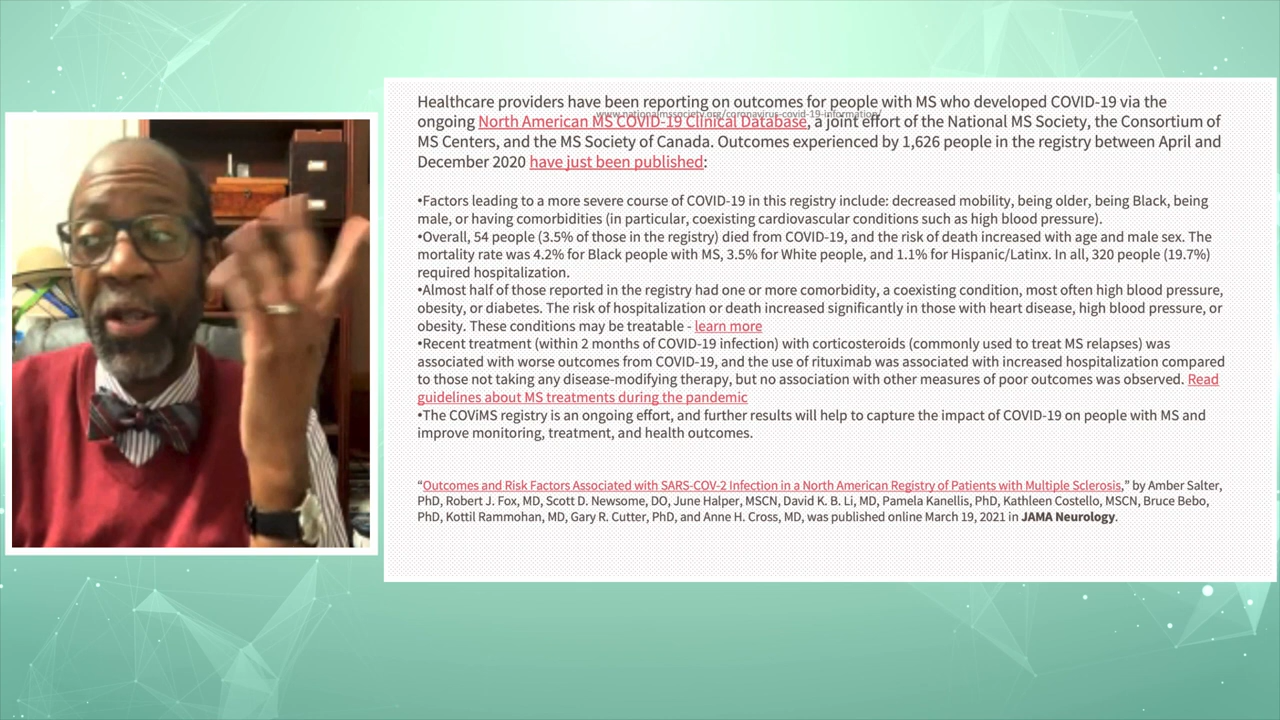 Healthcare providers have been reporting on outcomes for people with MS who developed COVID-19 via the
www.nationalmssociety.org/coronavirus-covid-19-information/
ongoing North American MS COVID-19 Clinical Database, a joint effort of the National MS Society, the Consortium of
MS Centers, and the MS Society of Canada. Outcomes experienced by 1,626 people in the registry between April and
December 2020 have just been published:
•Factors leading to a more severe course of COVID-19 in this registry include: decreased mobility, being older, being Black, being
male, or having comorbidities (in particular, coexisting cardiovascular conditions such as high blood pressure).
•Overall, 54 people (3.5% of those in the registry) died from COVID-19, and the risk of death increased with age and male sex. The
mortality rate was 4.2% for Black people with MS, 3.5% for White people, and 1.1% for Hispanic/Latinx. In all, 320 people (19.7%)
required hospitalization.
•Almost half of those reported in the registry had one or more comorbidity, a coexisting condition, most often high blood pressure,
obesity, or diabetes. The risk of hospitalization or death increased significantly in those with heart disease, high blood pressure, or
obesity. These conditions may be treatable - learn more
•Recent treatment (within 2 months of COVID-19 infection) with corticosteroids (commonly used to treat MS relapses) was
associated with worse outcomes from COVID-19, and the use of rituximab was associated with increased hospitalization compared
to those not taking any disease-modifying therapy, but no association with other measures of poor outcomes was observed. Read
guidelines about MS treatments during the pandemic
•The COViMS registry is an ongoing effort, and further results will help to capture the impact of COVID-19 on people with MS and
improve monitoring, treatment, and health outcomes.
“Outcomes and Risk Factors Associated with SARS-COV-2 Infection in a North American Registry of Patients with Multiple Sclerosis,” by Amber Salter,
PhD, Robert J. Fox, MD, Scott D. Newsome, DO, June Halper, MSCN, David K. B. Li, MD, Pamela Kanellis, PhD, Kathleen Costello, MSCN, Bruce Bebo,
PhD, Kottil Rammohan, MD, Gary R. Cutter, PhD, and Anne H. Cross, MD, was published online March 19, 2021 in JAMA Neurology.